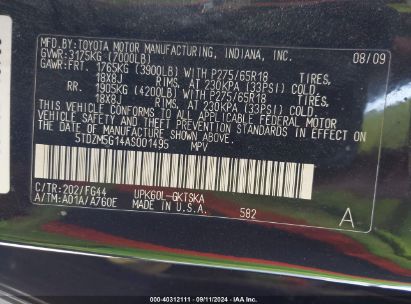 MFD.BY:TOYOTA MOTOR MANUFACTURING, INDIANA, INC.
08/09
GVWR:3175KG (7000LB)
GAWR:FRT. 1765KG (3900LB) WITH P275/65R18 TIRES,
18X8J RIMS, AT 230KPA (33PSI) COLD.
RR. 1905KG (4200LB) WITH P275/65R18 TIRES,
18X8J RIMS, AT 230KPA (33PSI) COLD.
THIS VEHICLE CONFORMS TO ALL APPLICABLE FEDERAL MOTOR
VEHICLE SAFETY AND THEFT PREVENTION STANDARDS IN EFFECT ON
THE DATE OF MANUFACTURE SHOWN ABOVE.
5TDZM5G14AS001495 MPV
C/TR:202/FG44 UPK60L-GKTSKA
A/TM:A01A/A760E MADE IN U.S.A. 582 A
000-40312111 - 09/11/2024 - IAA Inc.